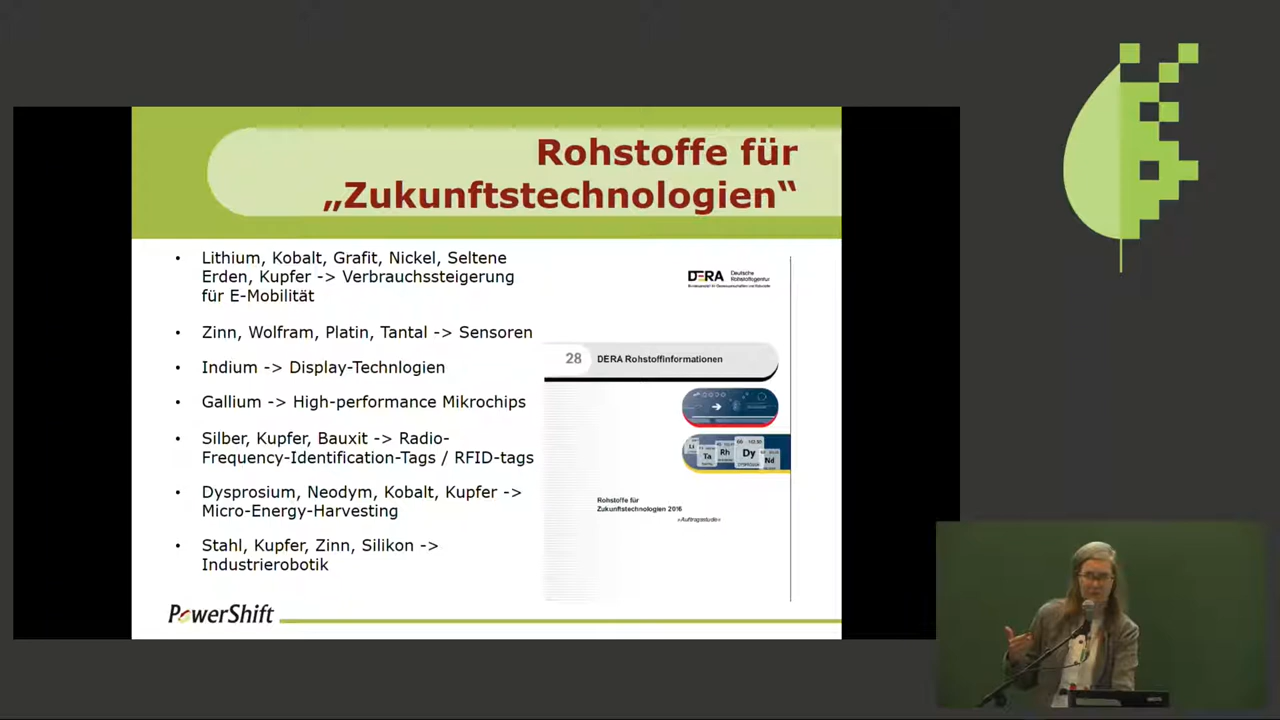 Rohstoffe für
„Zukunftstechnologien“
• Lithium, Kobalt, Grafit, Nickel, Seltene
Erden, Kupfer -> Verbrauchssteigerung
für E-Mobilität
• Zinn, Wolfram, Platin, Tantal -> Sensoren
• Indium -> Display-Technlogien
• Gallium -> High-performance Mikrochips
• Silber, Kupfer, Bauxit -> Radio-
Frequency-Identification-Tags / RFID-tags
• Dysprosium, Neodym, Kobalt, Kupfer ->
Micro-Energy-Harvesting
• Stahl, Kupfer, Zinn, Silikon ->
Industrierobotik
DERA Deutsche
Rohstoffagentur
28 DERA Rohstoffinformationen
Li Ta Rh Dy Nd
Rohstoffe für
Zukunftstechnologien 2016
»Auftragsstudie«
PowerShift